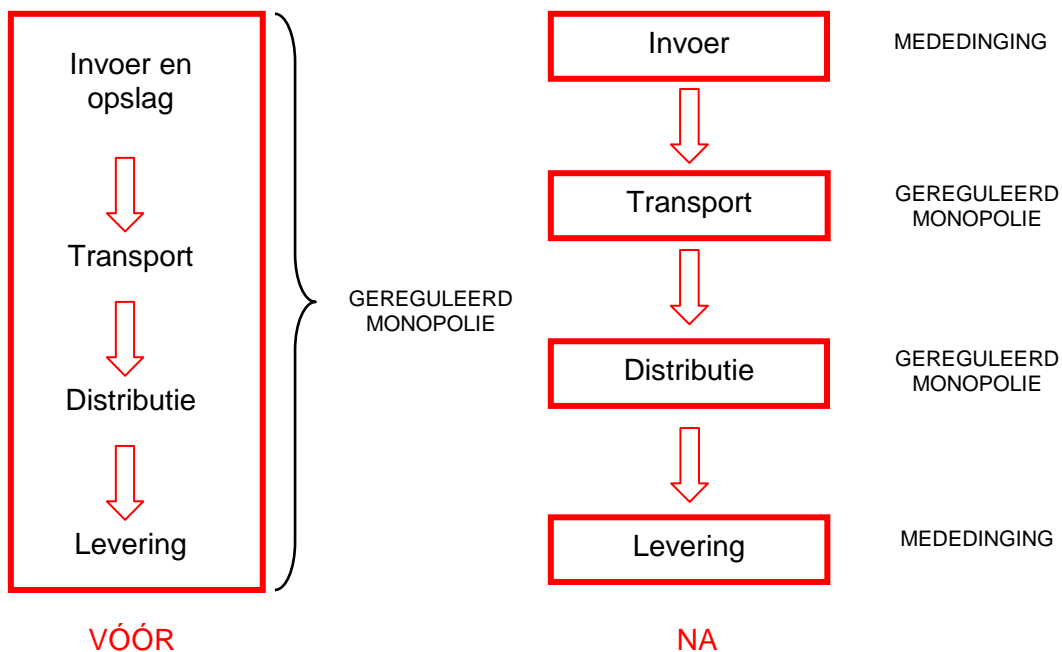 Invoer en
opslag
Transport
Distributie
Levering
VÓÓR
GEREGULEERD
MONOPOLIE
Invoer
MEDEDINGING
Transport
GEREGULEERD
MONOPOLIE
Distributie
GEREGULEERD
MONOPOLIE
Levering
MEDEDINGING
NA